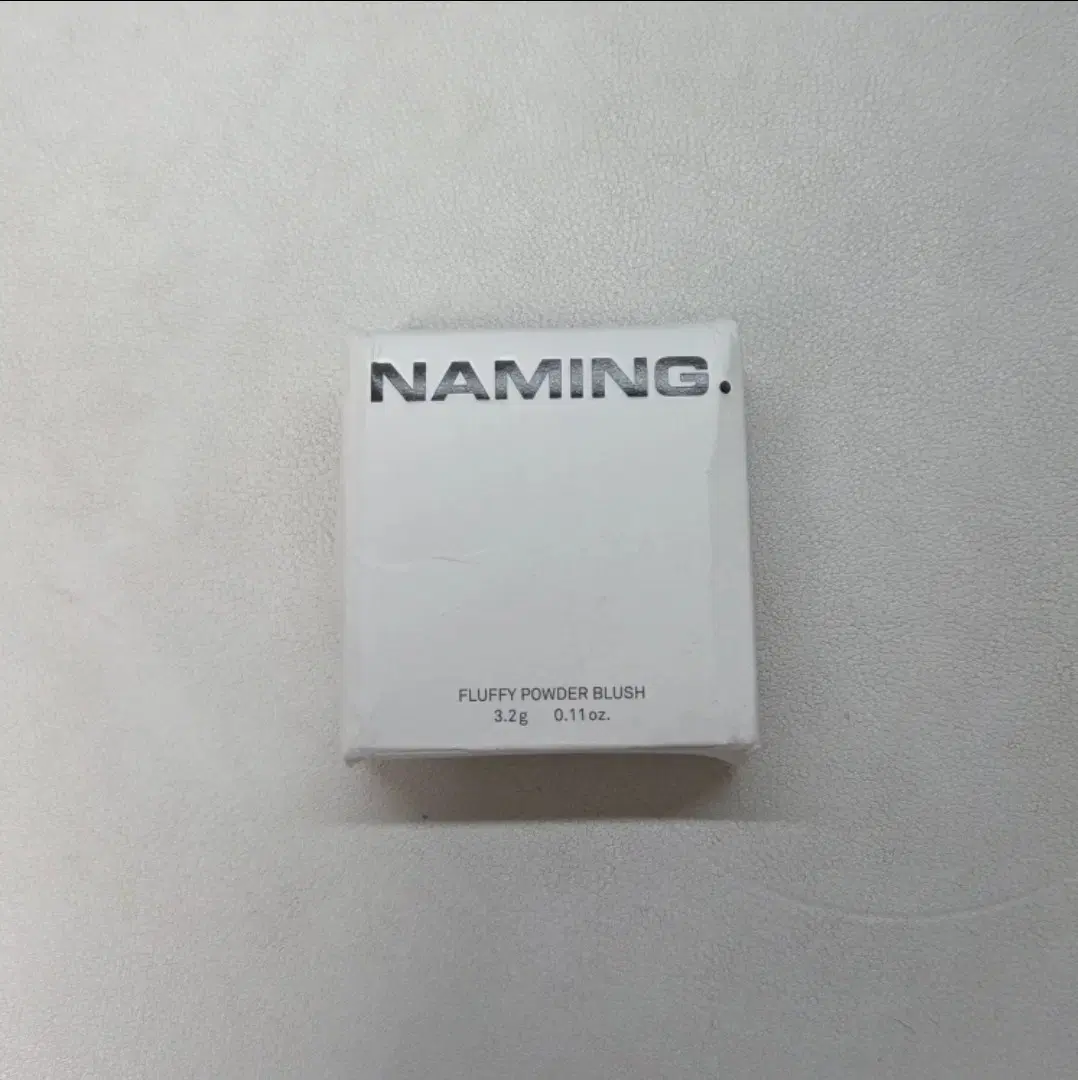 NAMING.
FLUFFY POWDER BLUSH
3.2g 0.11oz.